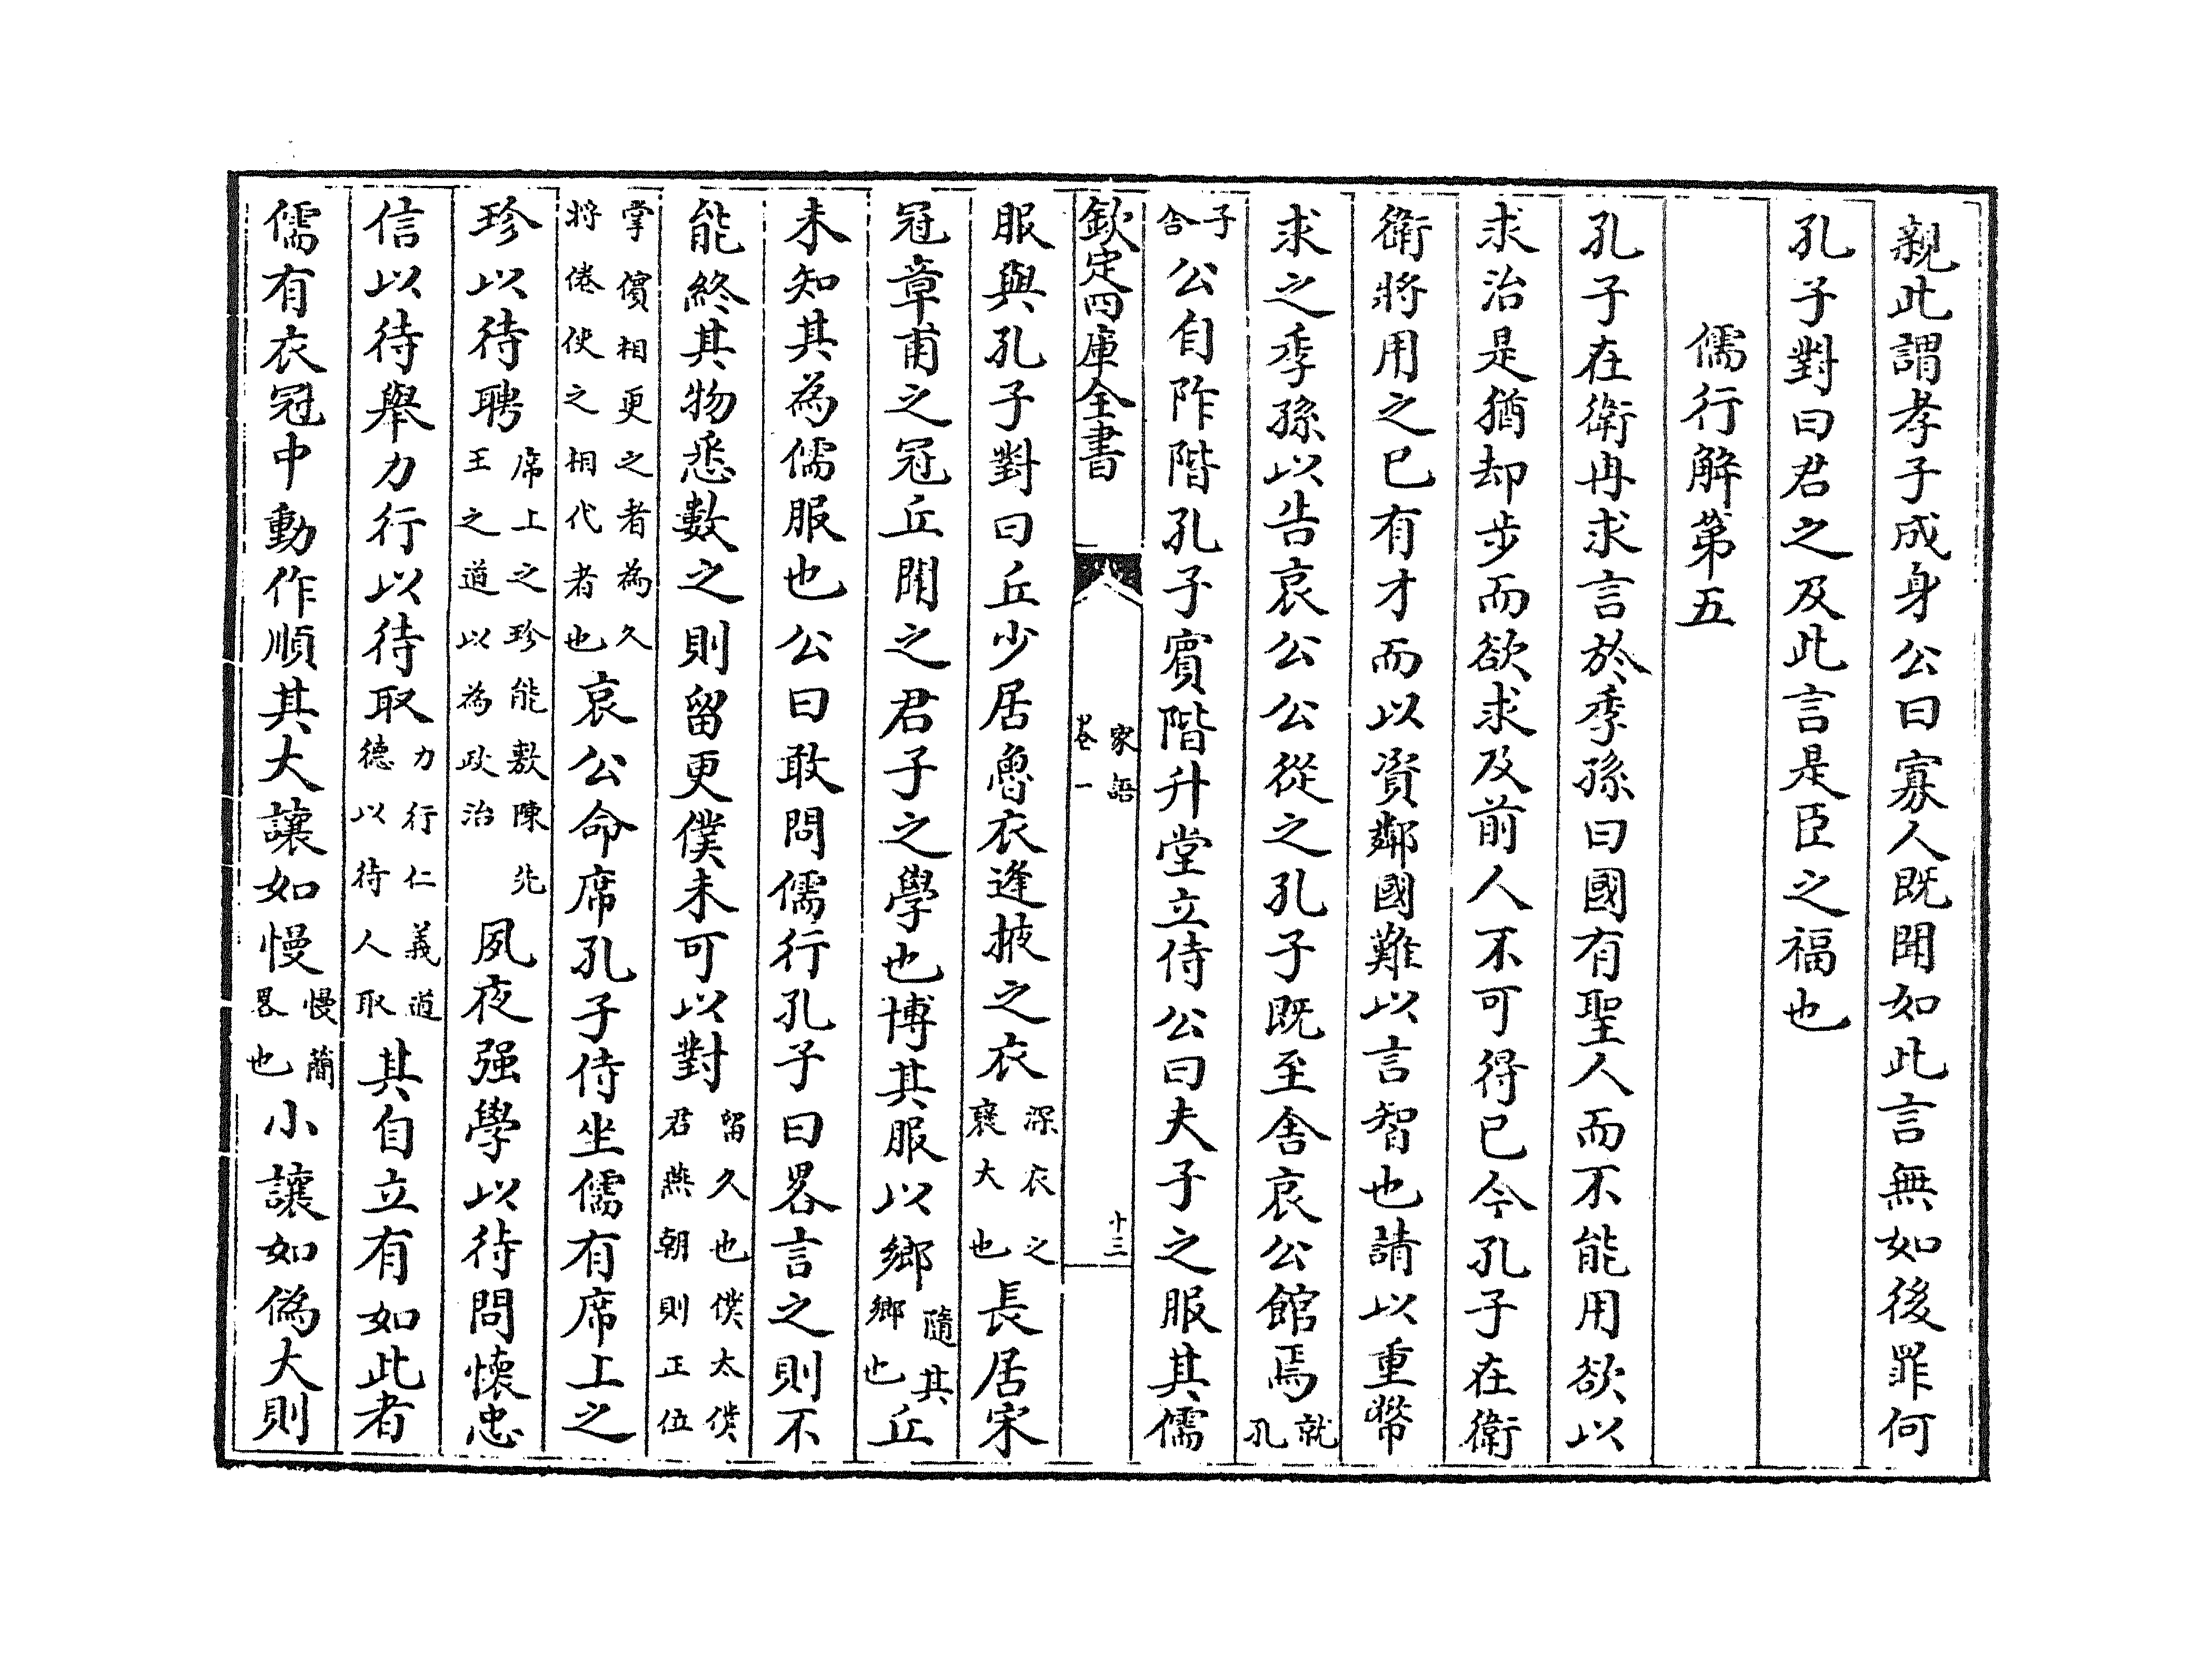 親此謂孝子成身公曰寡人既聞如此言無如後罪何
孔子對曰君之及此言是臣之福也
儒行解第五
孔子在衛冉求言於季孫曰國有聖人而不能用欲以
求治是猶却步而欲求及前人不可得已今孔子在衛
衛將用之已有才而以資鄰國難以言智也請以重幣
求之季孫以告哀公公從之孔子既至舍哀公館焉就孔
子舍公自阼階孔子賓階升堂立侍公曰夫子之服其儒
欽定四庫全書 家語卷一 十三
服與孔子對曰丘少居魯衣逢掖之衣深衣之襃大也長居宋
冠章甫之冠丘聞之君子之學也博其服以鄉隨其鄉也丘
未知其為儒服也公曰敢問儒行孔子曰畧言之則不
能終其物悉數之則留更僕未可以對留久也僕太僕君燕朝則正位
掌儐相更之者為久將倦使之相代者也哀公命席孔子侍坐儒有席上之
珍以待聘席上之珍能敷陳先王之道以為政治夙夜强學以待問懷忠
信以待舉力行以待取力行仁義道德以待人取其自立有如此者
儒有衣冠中動作順其大讓如慢慢簡畧也小讓如偽大則